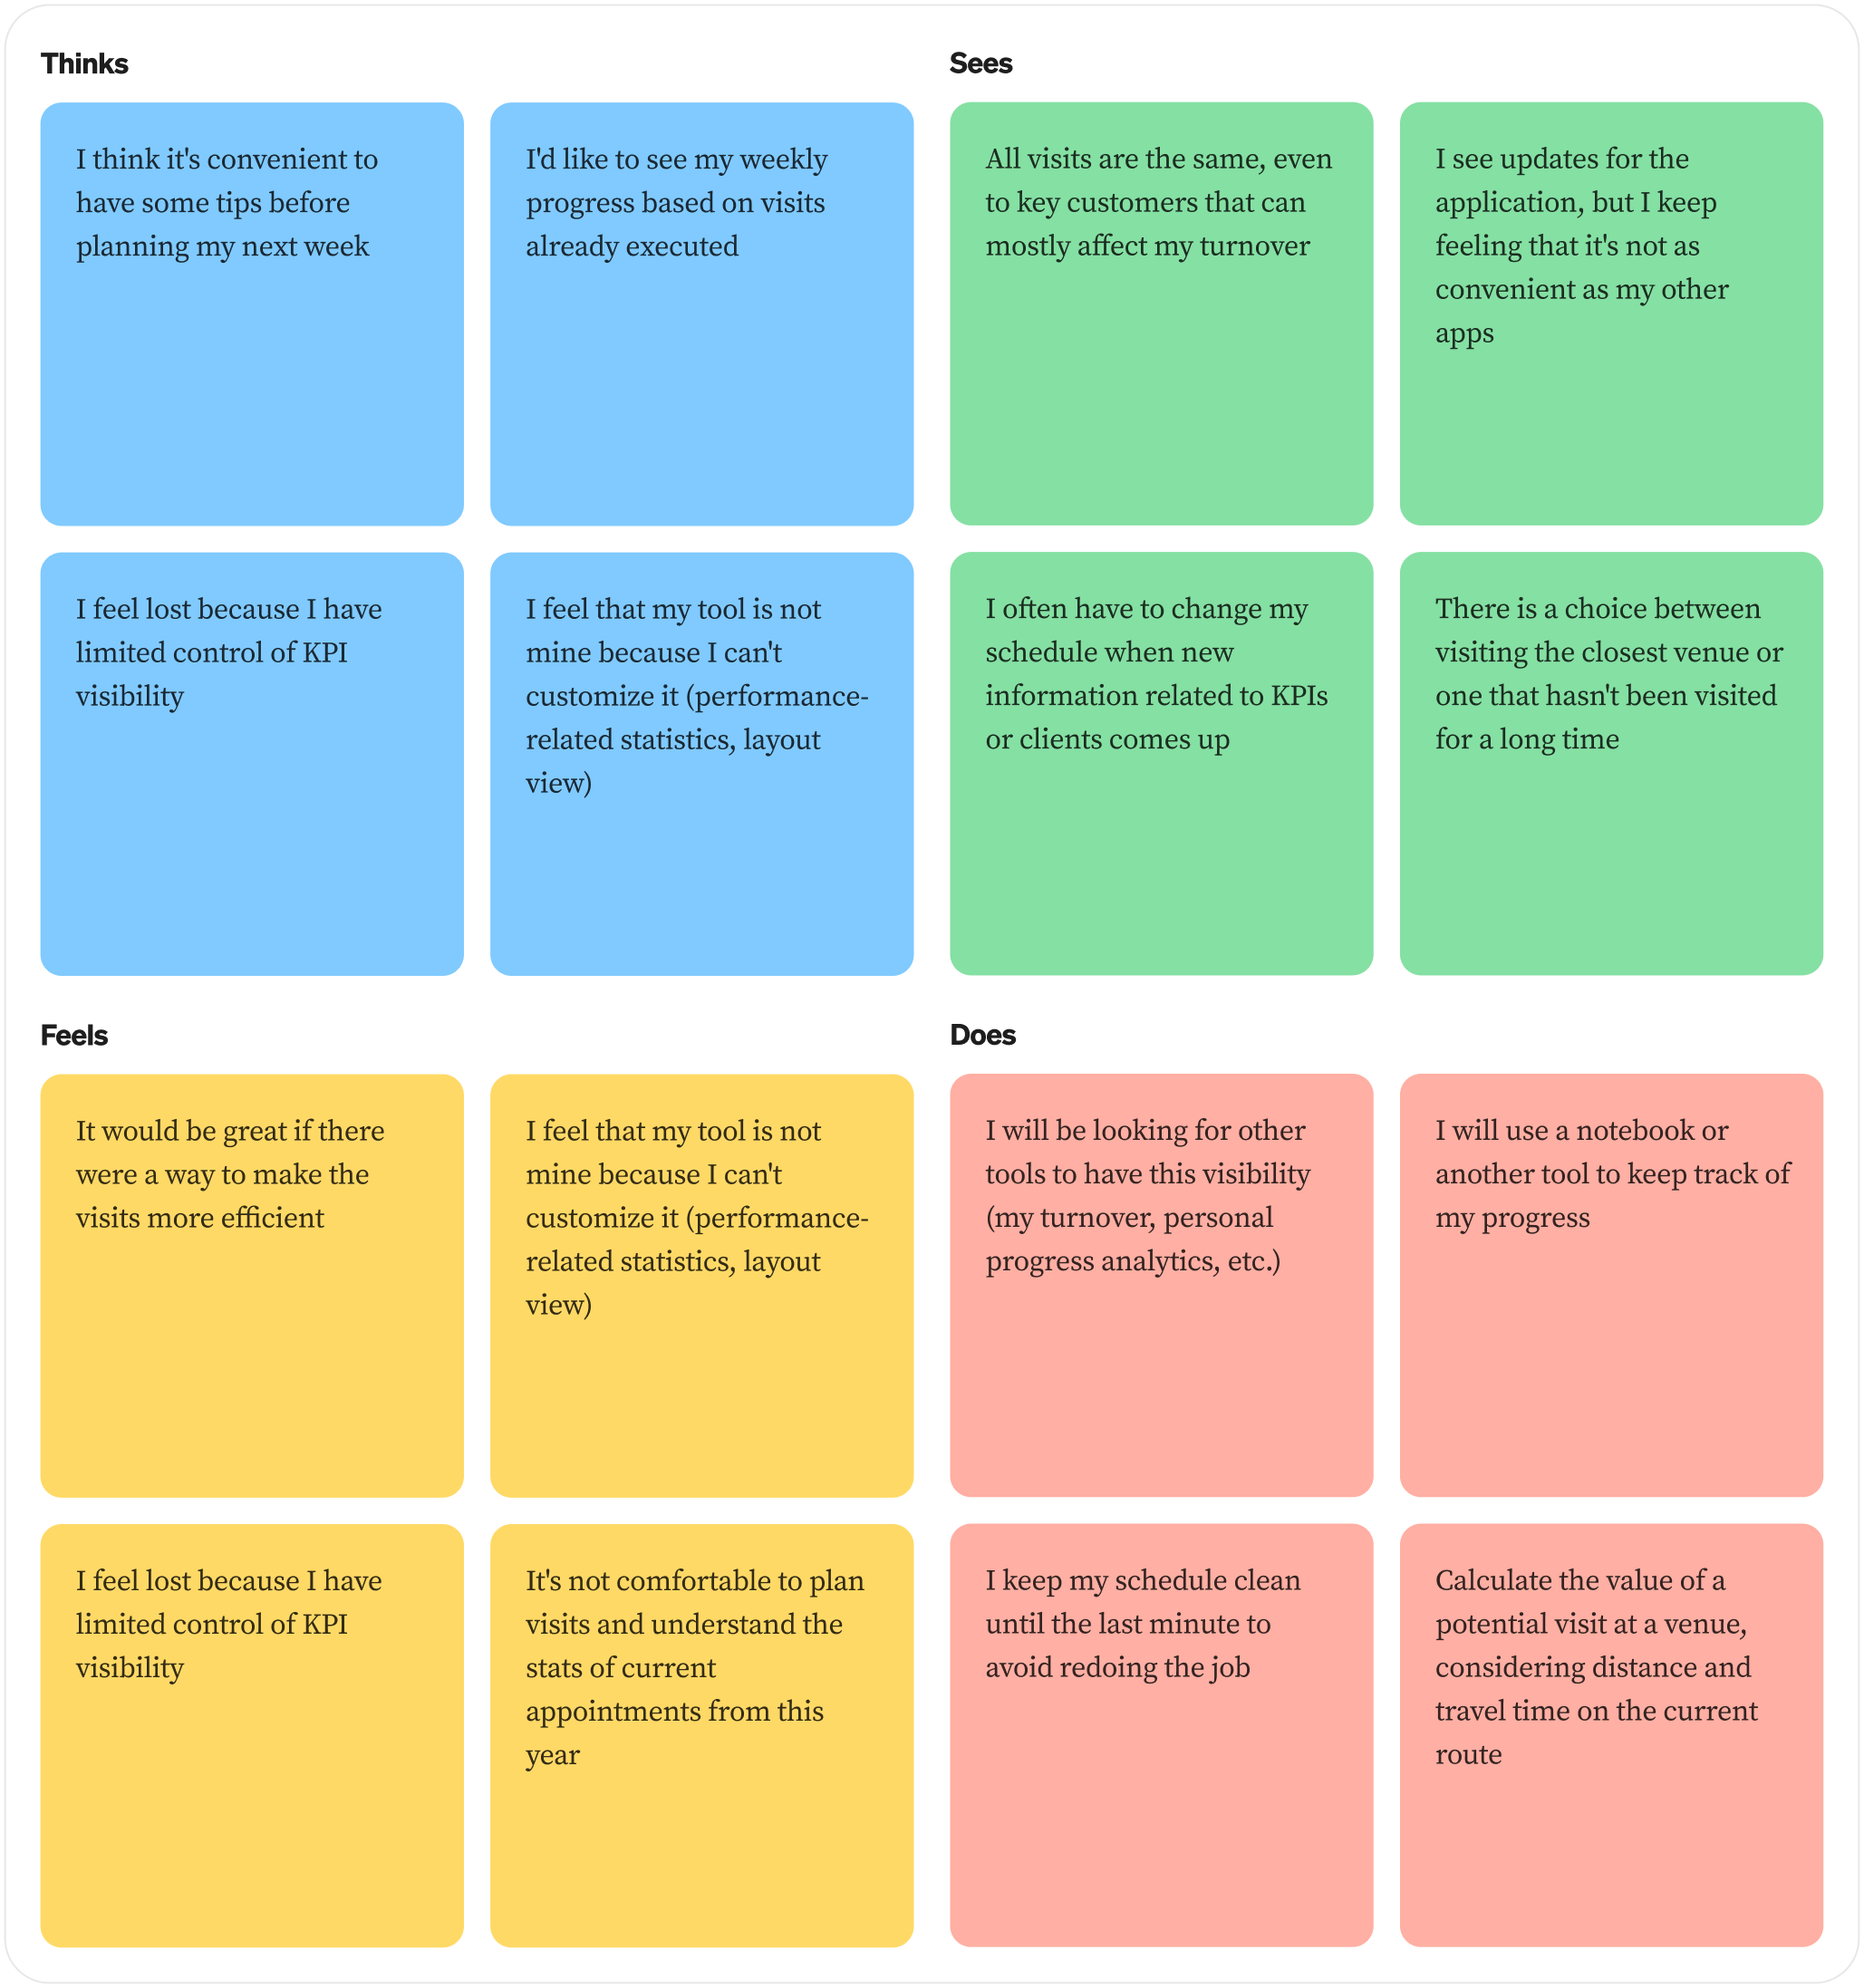 Thinks
I think it's convenient to
have some tips before
planning my next week
I'd like to see my weekly
progress based on visits
already executed
I feel lost because I have
limited control of KPI
visibility
I feel that my tool is not
mine because I can't
customize it (performance-
related statistics, layout
view)
Sees
All visits are the same, even
to key customers that can
mostly affect my turnover
I see updates for the
application, but I keep
feeling that it's not as
convenient as my other
apps
I often have to change my
schedule when new
information related to KPIs
or clients comes up
There is a choice between
visiting the closest venue or
one that hasn't been visited
for a long time
Feels
It would be great if there
were a way to make the
visits more efficient
I feel that my tool is not
mine because I can't
customize it (performance-
related statistics, layout
view)
I feel lost because I have
limited control of KPI
visibility
It's not comfortable to plan
visits and understand the
stats of current
appointments from this
year
Does
I will be looking for other
tools to have this visibility
(my turnover, personal
progress analytics, etc.)
I will use a notebook or
another tool to keep track of
my progress
I keep my schedule clean
until the last minute to
avoid redoing the job
Calculate the value of a
potential visit at a venue,
considering distance and
travel time on the current
route